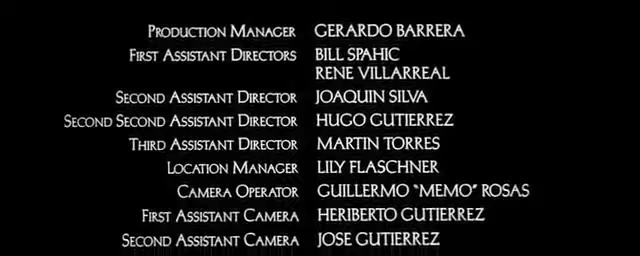 Production Manager GERARDO BARRERA
First Assistant Directors BILL SPAHIC
RENE VILLARREAL
Second Assistant Director JOAQUIN SILVA
Second Second Assistant Director HUGO GUTIERREZ
Third Assistant Director MARTIN TORRES
Location Manager LILY FLASCHNER
Camera Operator GUILLERMO "MEMO" ROSAS
First Assistant Camera HERIBERTO GUTIERREZ
Second Assistant Camera JOSE GUTIERREZ